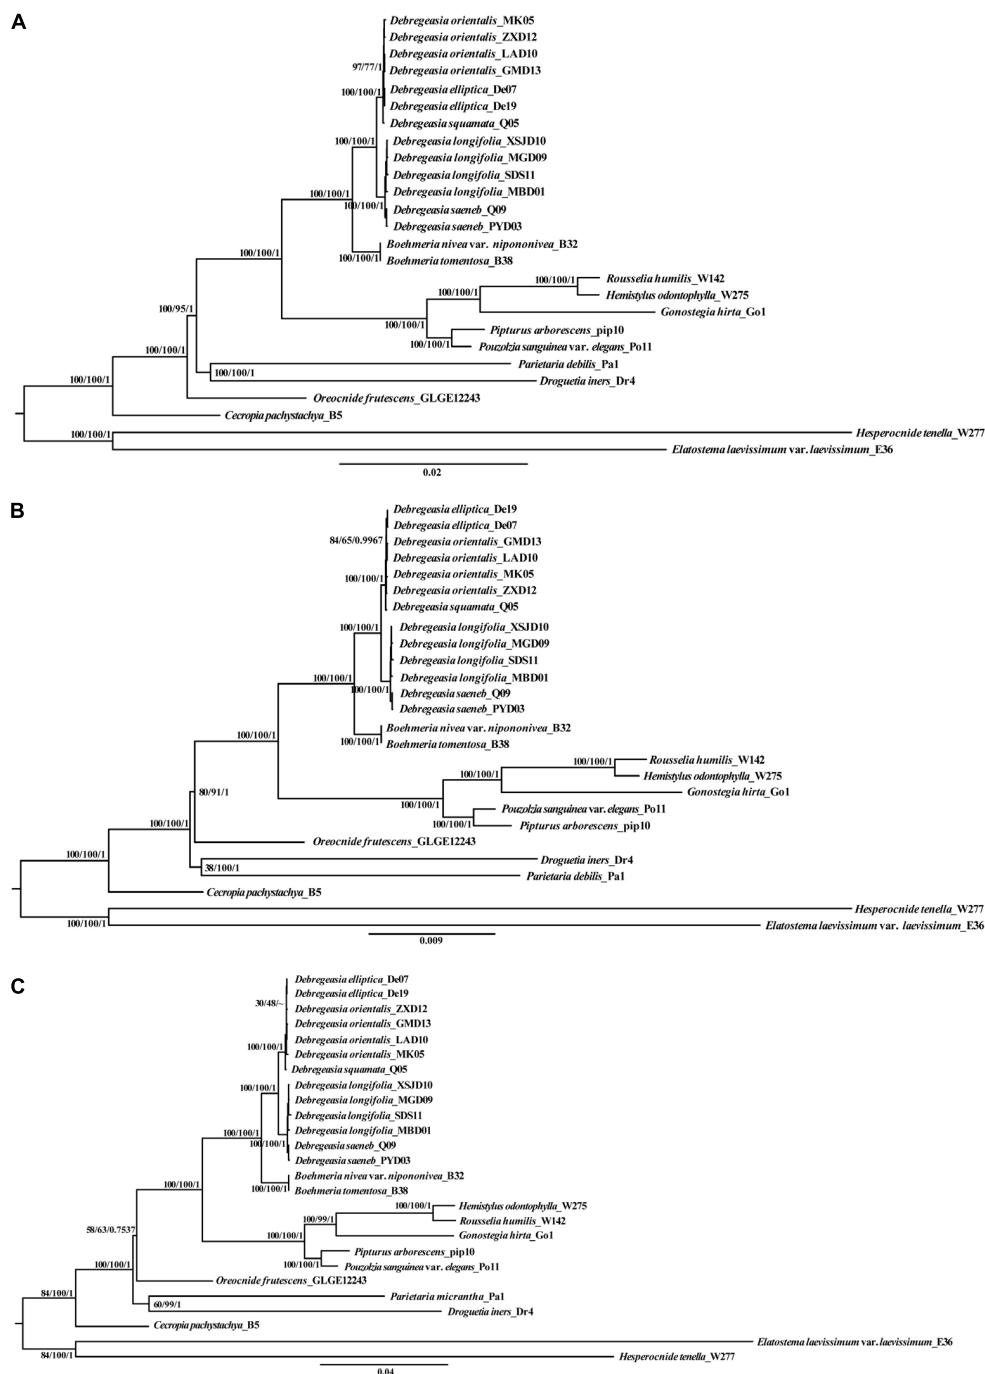 A
Debregeasia orientalis_MK05
Debregeasia orientalis_ZXD12
Debregeasia orientalis_LAD10
97/77/1
Debregeasia orientalis_GMD13
100/100/1
Debregeasia elliptica_De07
Debregeasia elliptica_De19
Debregeasia squamata_Q05
100/100/1
Debregeasia longifolia_XSJD10
Debregeasia longifolia_MGD09
Debregeasia longifolia_SDS11
100/100/1
Debregeasia longifolia_MBD01
100/100/1
Debregeasia saeneb_Q09
Debregeasia saeneb_PYD03
Boehmeria nivea var. nipononivea_B32
100/100/1
100/100/1
Boehmeria tomentosa_B38
100/100/1
Rousselia humilis_W142
100/100/1
Hemistylus odontophylla_W275
100/95/1
Gonostegia hirta_Go1
100/100/1
Pipturus arborescens_pip10
100/100/1
Pouzolzia sanguinea var. elegans_Po11
100/100/1
Parietaria debilis_Pa1
100/100/1
100/100/1
Droguetia iners_Dr4
Oreocnide frutescens_GLGE12243
Cecropia pachystachya_B5
100/100/1
Hesperocnide tenella_W277
Elatostema laevissimum var. laevissimum_E36
0.02
B
Debregeasia elliptica_De19
Debregeasia elliptica_De07
84/65/0.9967
Debregeasia orientalis_GMD13
Debregeasia orientalis_LAD10
100/100/1
Debregeasia orientalis_MK05
Debregeasia orientalis_ZXD12
Debregeasia squamata_Q05
100/100/1
Debregeasia longifolia_XSJD10
Debregeasia longifolia_MGD09
Debregeasia longifolia_SDS11
100/100/1
Debregeasia longifolia_MBD01
100/100/1
Debregeasia saeneb_Q09
Debregeasia saeneb_PYD03
Boehmeria nivea var. nipononivea_B32
100/100/1
100/100/1
Boehmeria tomentosa_B38
100/100/1
Rousselia humilis_W142
100/100/1
Hemistylus odontophylla_W275
80/91/1
Gonostegia hirta_Go1
100/100/1
Pouzolzia sanguinea var. elegans_Po11
100/100/1
100/100/1
Pipturus arborescens_pip10
Oreocnide frutescens_GLGE12243
100/100/1
Droguetia iners_Dr4
38/100/1
Parietaria debilis_Pa1
Cecropia pachystachya_B5
Hesperocnide tenella_W277
100/100/1
Elatostema laevissimum var. laevissimum_E36
0.009
C
Debregeasia elliptica_De07
Debregeasia elliptica_De19
30/48/~
Debregeasia orientalis_ZXD12
Debregeasia orientalis_GMD13
Debregeasia orientalis_LAD10
100/100/1
Debregeasia orientalis_MK05
Debregeasia squamata_Q05
100/100/1
Debregeasia longifolia_XSJD10
Debregeasia longifolia_MGD09
Debregeasia longifolia_SDS11
100/100/1
Debregeasia longifolia_MBD01
100/100/1
Debregeasia saeneb_Q09
Debregeasia saeneb_PYD03
Boehmeria nivea var. nipononivea_B32
100/100/1
100/100/1
Boehmeria tomentosa_B38
100/100/1
Hemistylus odontophylla_W275
100/99/1
Rousselia humilis_W142
58/63/0.7537
100/100/1
Gonostegia hirta_Go1
Pipturus arborescens_pip10
100/100/1
100/100/1
Pouzolzia sanguinea var. elegans_Po11
Oreocnide frutescens_GLGE12243
84/100/1
Parietaria micrantha_Pa1
60/99/1
Droguetia iners_Dr4
Cecropia pachystachya_B5
Elatostema laevissimum var. laevissimum_E36
84/100/1
Hesperocnide tenella_W277
0.04